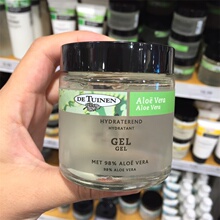 DE TUINEN
Aloë Vera
Aloe Vera
HYDRATEREND
HYDRATANT
GEL
GEL
MET 98% ALOË VERA
98% ALOE VERA